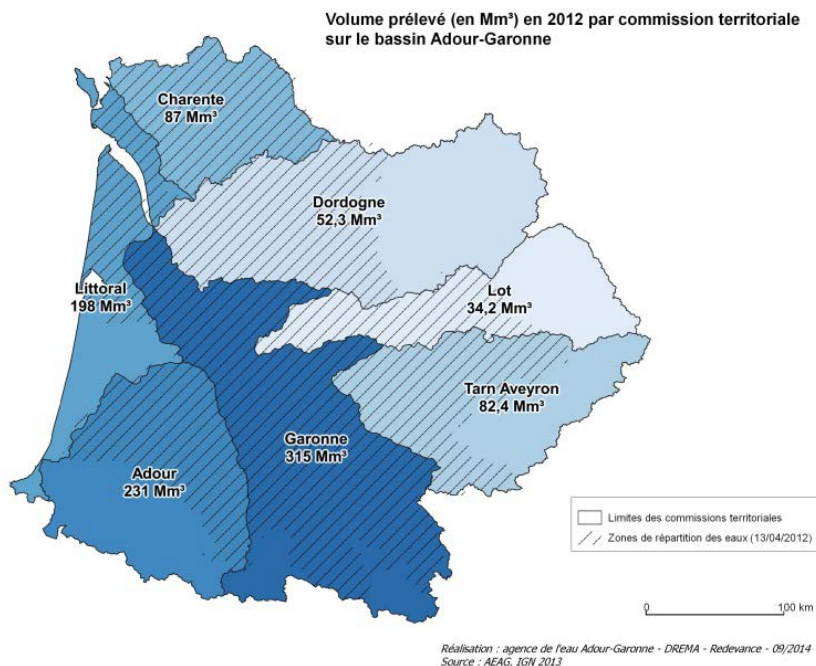 Volume prélevé (en Mm³) en 2012 par commission territoriale
sur le bassin Adour-Garonne
Charente
87 Mm³
Dordogne
52,3 Mm³
Littoral
198 Mm³
Lot
34,2 Mm³
Tarn Aveyron
82,4 Mm³
Garonne
315 Mm³
Adour
231 Mm³
Limites des commissions territoriales
Zones de répartition des eaux (13/04/2012)
0 100 km
Réalisation : agence de l'eau Adour-Garonne - DREMA - Redevance - 09/2014
Source : AEAG, IGN 2013